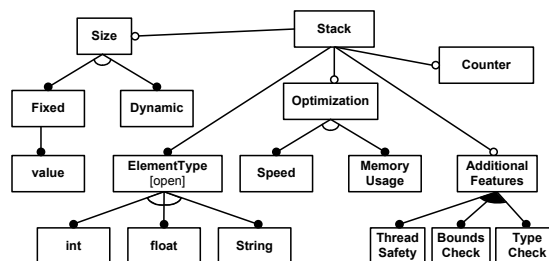 Size
Stack
Counter
Fixed
Dynamic
Optimization
value
ElementType
[open]
Speed
Memory
Usage
Additional
Features
int
float
String
Thread
Safety
Bounds
Check
Type
Check